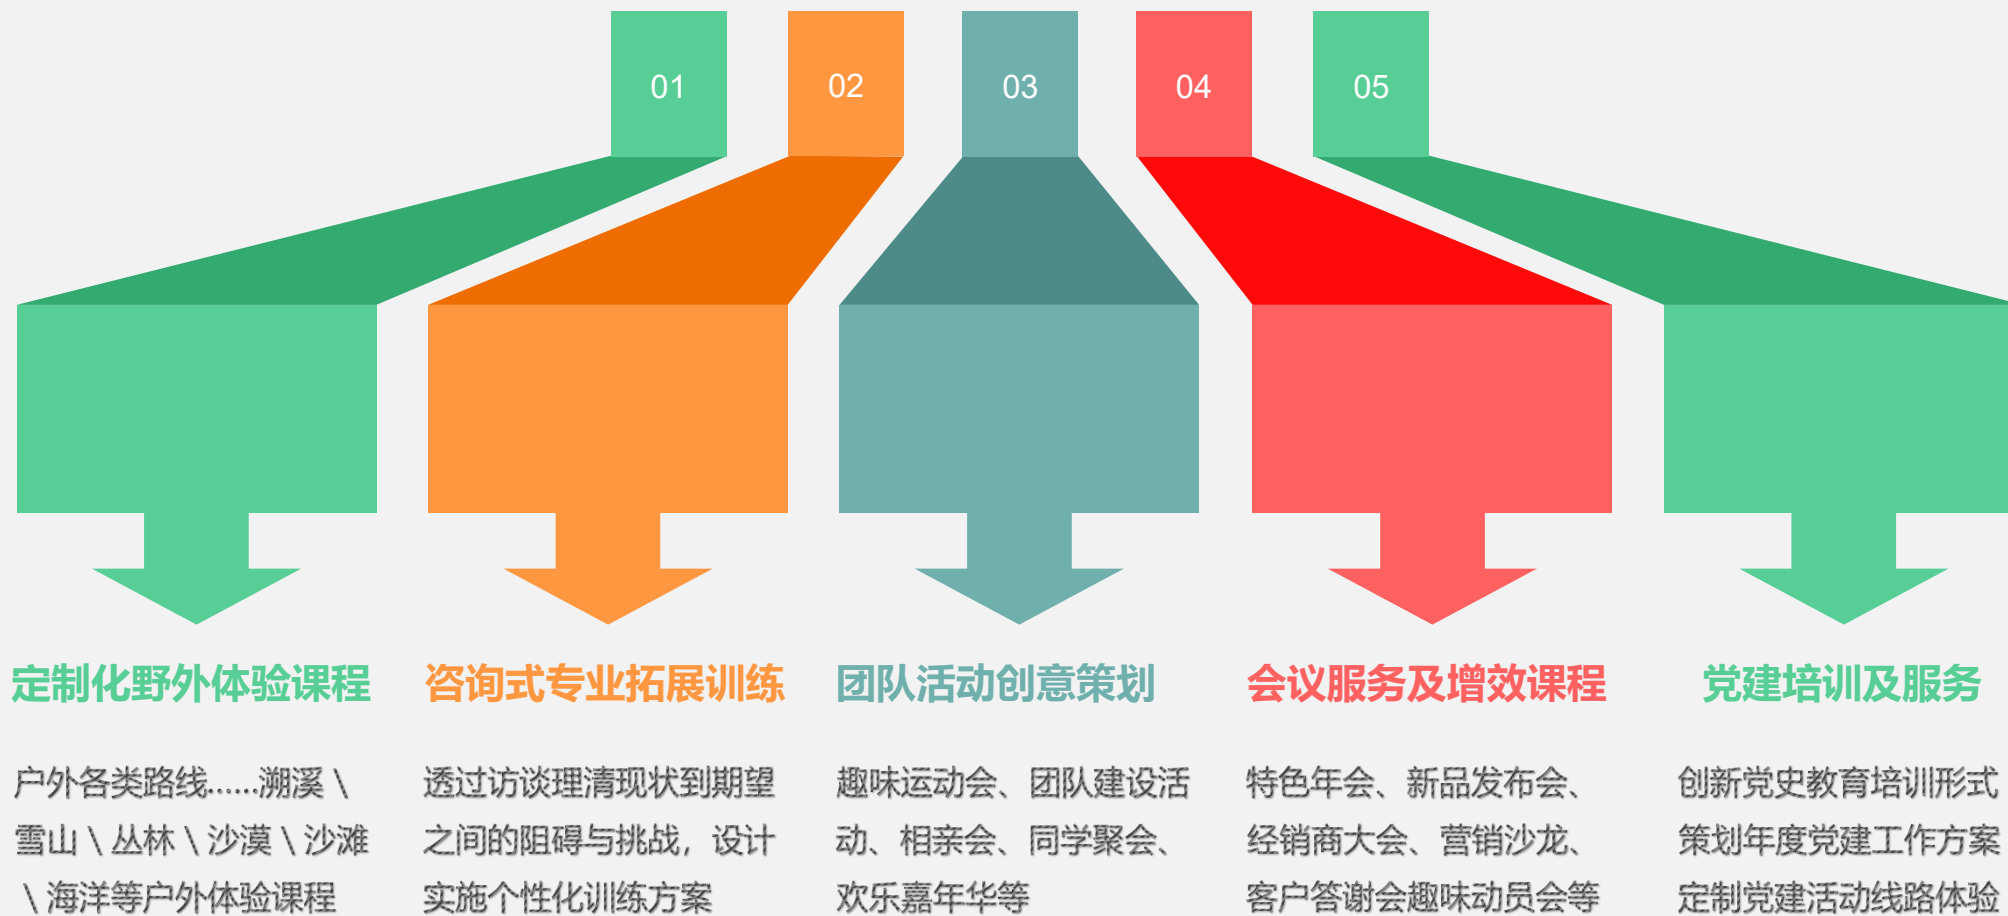 01
02
03
04
05
定制化野外体验课程
户外各类路线......溯溪 \
雪山 \ 丛林 \ 沙漠 \ 沙滩
\ 海洋等户外体验课程
咨询式专业拓展训练
透过访谈理清现状到期望
之间的阻碍与挑战，设计
实施个性化训练方案
团队活动创意策划
趣味运动会、团队建设活
动、相亲会、同学聚会、
欢乐嘉年华等
会议服务及增效课程
特色年会、新品发布会、
经销商大会、营销沙龙、
客户答谢会趣味动员会等
党建培训及服务
创新党史教育培训形式
策划年度党建工作方案
定制党建活动线路体验